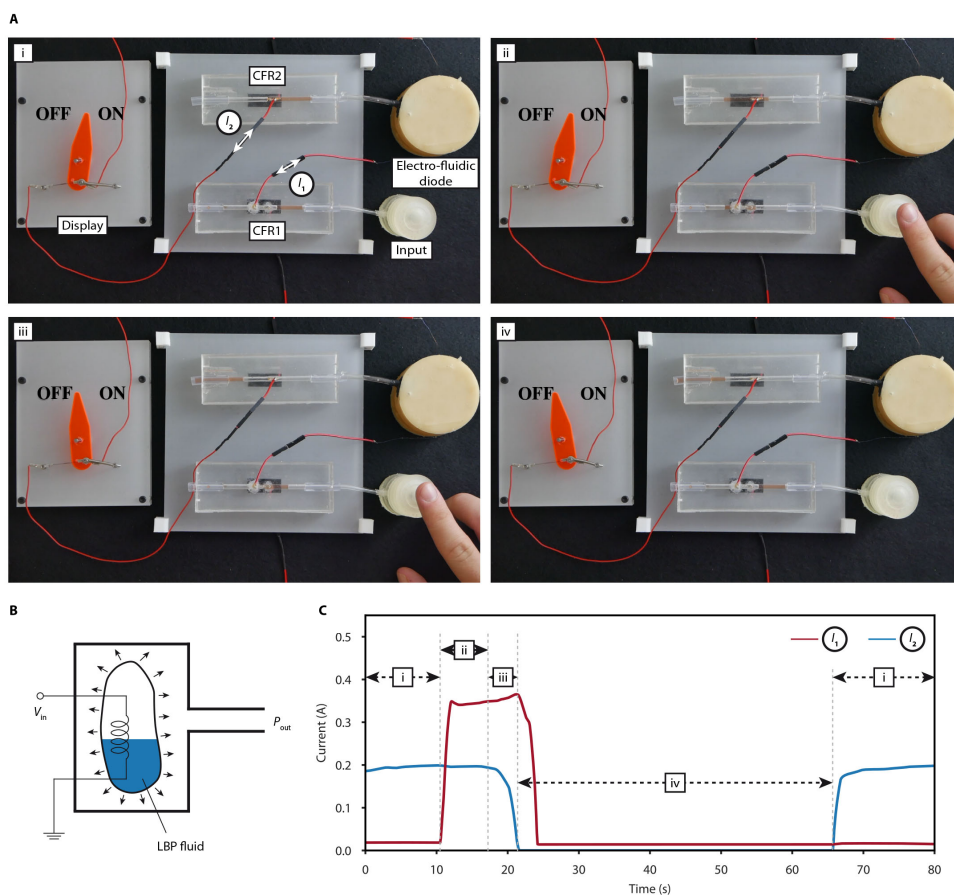 A
i
OFF
ON
Display
CFR2
I2
I1
CFR1
Electro-fluidic
diode
Input
ii
OFF
ON
iii
OFF
ON
iv
OFF
ON
B
Vin
Pout
LBP fluid
C
Current (A)
0.5
0.4
0.3
0.2
0.1
0.0
I1
I2
ii
i
iii
i
iv
0
10
20
30
40
50
60
70
80
Time (s)